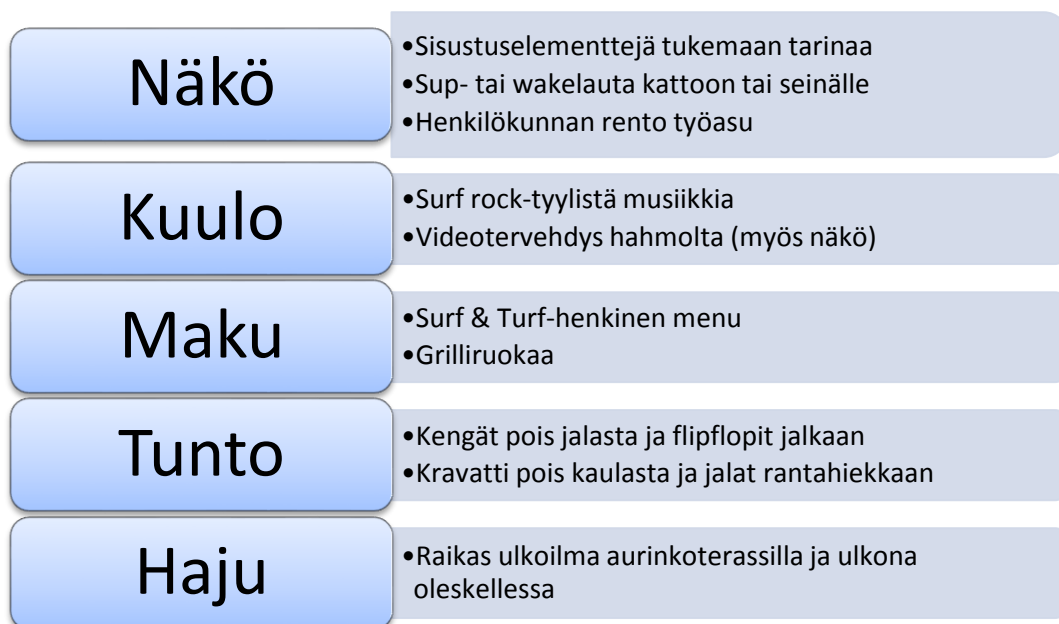 Näkö
•Sisustuselementtejä tukemaan tarinaa
•Sup- tai wakelauta kattoon tai seinälle
•Henkilökunnan rento työasu
Kuulo
•Surf rock-tyylistä musiikkia
•Videotervehdys hahmolta (myös näkö)
Maku
•Surf & Turf-henkinen menu
•Grilliruokaa
Tunto
•Kengät pois jalasta ja flipflopit jalkaan
•Kravatti pois kaulasta ja jalat rantahiekkaan
Haju
•Raikas ulkoilma aurinkoterassilla ja ulkona
oleskellessa